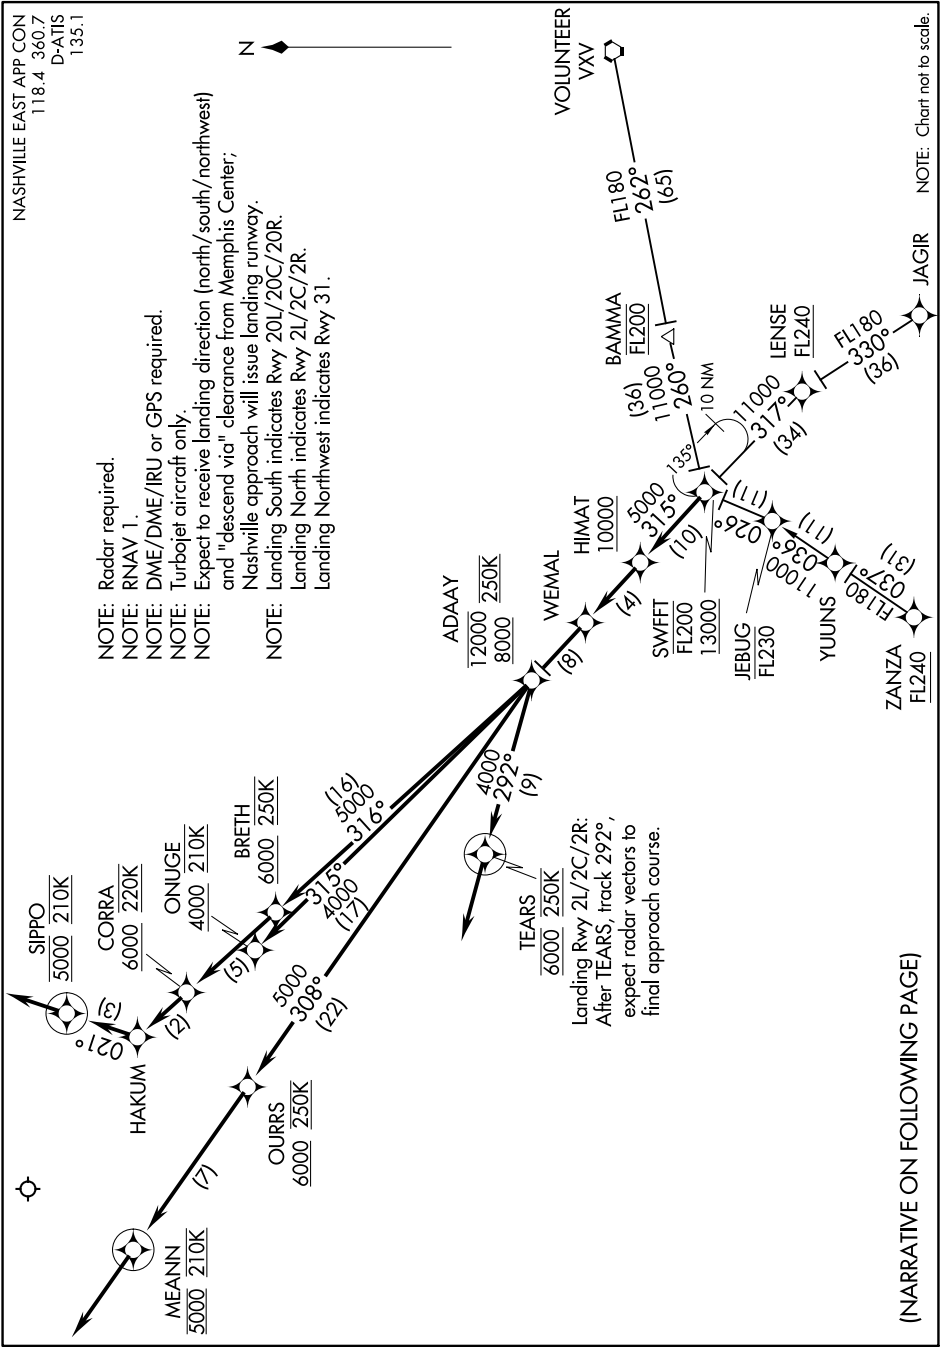 NASHVILLE EAST APP CON
118.4 360.7
D-ATIS
135.1
N
NOTE: Radar required.
NOTE: RNAV 1.
NOTE: DME/DME/IRU or GPS required.
NOTE: Turbojet aircraft only.
NOTE: Expect to receive landing direction (north/south/northwest)
and "descend via" clearance from Memphis Center;
Nashville approach will issue landing runway.
NOTE: Landing South indicates Rwy 20L/20C/20R.
Landing North indicates Rwy 2L/2C/2R.
Landing Northwest indicates Rwy 31.
SIPPO
5000 210K
(3)
021°
HAKUM
(2)
CORRA
6000 220K
(5)
ONUGE
4000 210K
BRETH
6000 250K
(16)
5000
316°
315°
4000
(17)
5000
308°
(22)
OURRS
6000 250K
(7)
MEANN
5000 210K
ADAAY
12000 250K
8000
4000
292°
(9)
TEARS
6000 250K
Landing Rwy 2L/2C/2R:
After TEARS, track 292°,
expect radar vectors to
final approach course.
(8)
WEMAL
(4)
HIMAT
10000
5000
315°
(10)
SWFFT
FL200
13000
135°
10 NM
BAMMA
FL200
(36)
11000
260°
FL180
262°
(65)
VOLUNTEER
VXV
11000
317°
(34)
LENSE
FL240
FL180
330°
(36)
JAGIR
(11)
026°
JEBUG
FL230
(11)
036°
11000
YUUNS
(31)
037°
FL180
ZANZA
FL240
NOTE: Chart not to scale.
(NARRATIVE ON FOLLOWING PAGE)